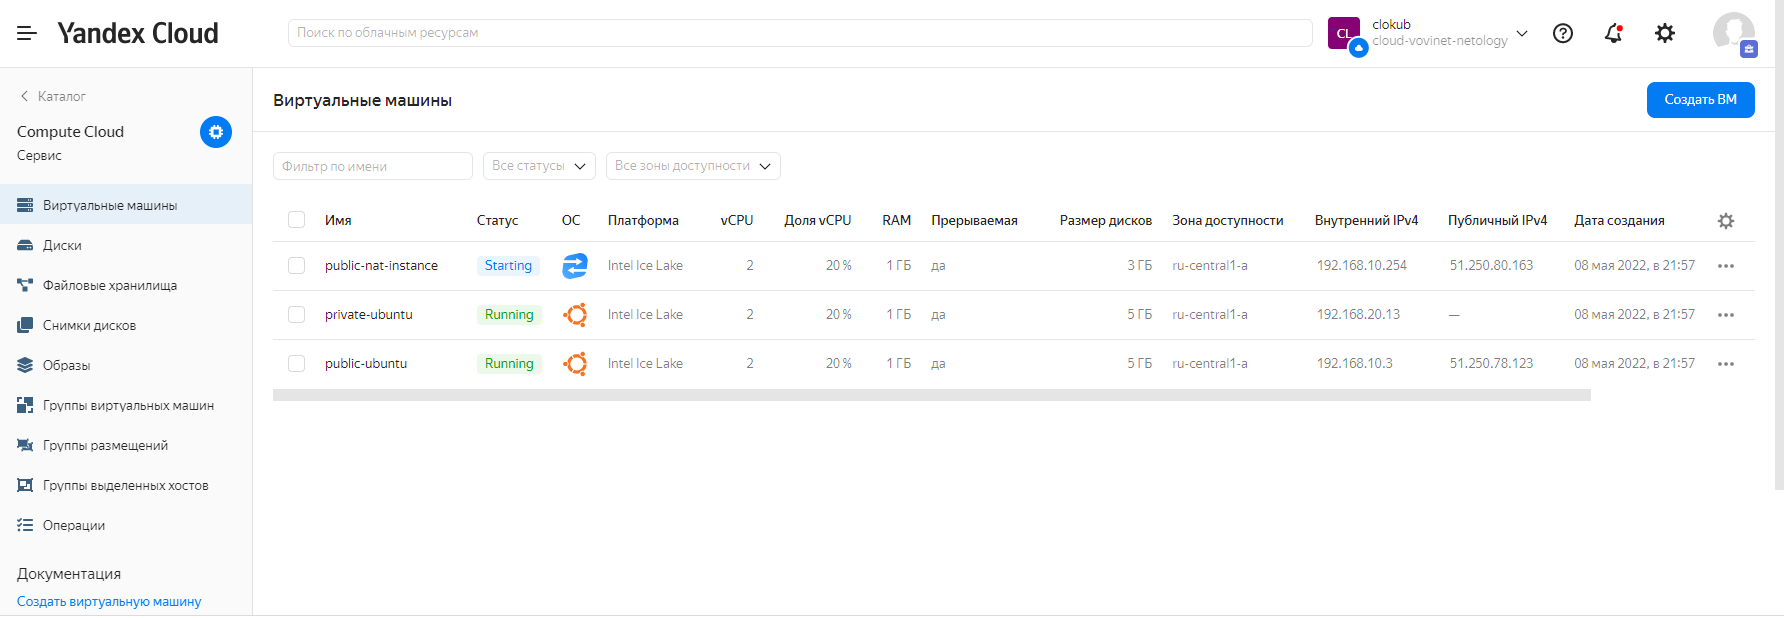 Yandex Cloud
Поиск по облачным ресурсам
CL
clokub
cloud-vovinet-netology
Каталог
Compute Cloud
Сервис
Виртуальные машины
Диски
Файловые хранилища
Снимки дисков
Образы
Группы виртуальных машин
Группы размещений
Группы выделенных хостов
Операции
Документация
Создать виртуальную машину
Виртуальные машины
Создать ВМ
Фильтр по имени Все статусы Все зоны доступности
Имя Статус ОС Платформа vCPU Доля vCPU RAM Прерываемая Размер дисков Зона доступности Внутренний IPv4 Публичный IPv4 Дата создания
public-nat-instance Starting Intel Ice Lake 2 20 % 1 ГБ да 3 ГБ ru-central1-a 192.168.10.254 51.250.80.163 08 мая 2022, в 21:57
private-ubuntu Running Intel Ice Lake 2 20 % 1 ГБ да 5 ГБ ru-central1-a 192.168.20.13 — 08 мая 2022, в 21:57
public-ubuntu Running Intel Ice Lake 2 20 % 1 ГБ да 5 ГБ ru-central1-a 192.168.10.3 51.250.78.123 08 мая 2022, в 21:57